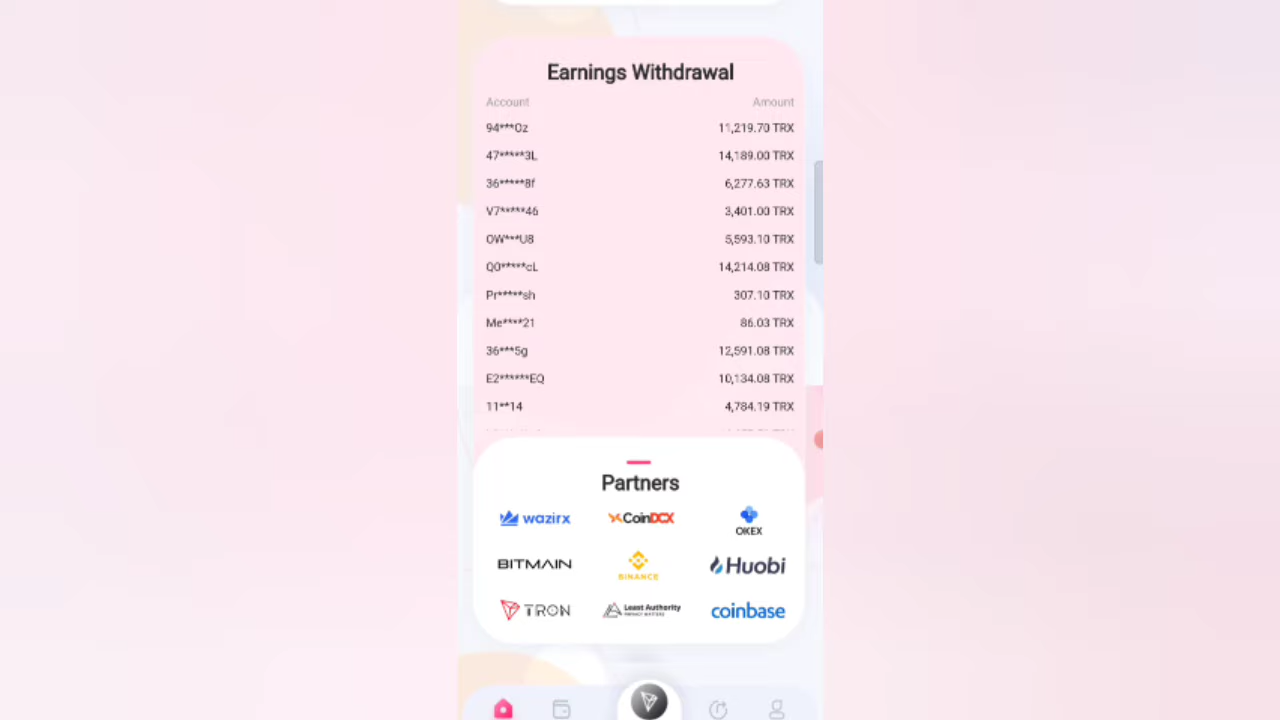 Earnings Withdrawal
Account Amount
94***Oz 11,219.70 TRX
47*****3L 14,189.00 TRX
36*****8f 6,277.63 TRX
V7*****46 3,401.00 TRX
OW***U8 5,593.10 TRX
Q0*****cL 14,214.08 TRX
Pr*****sh 307.10 TRX
Me****21 86.03 TRX
36***5g 12,591.08 TRX
E2******EQ 10,134.08 TRX
11**14 4,784.19 TRX
Partners
wazirx CoinDCX OKEX
BITMAIN BINANCE Huobi
TRON Least Authority coinbase
PRIVACY MATTERS